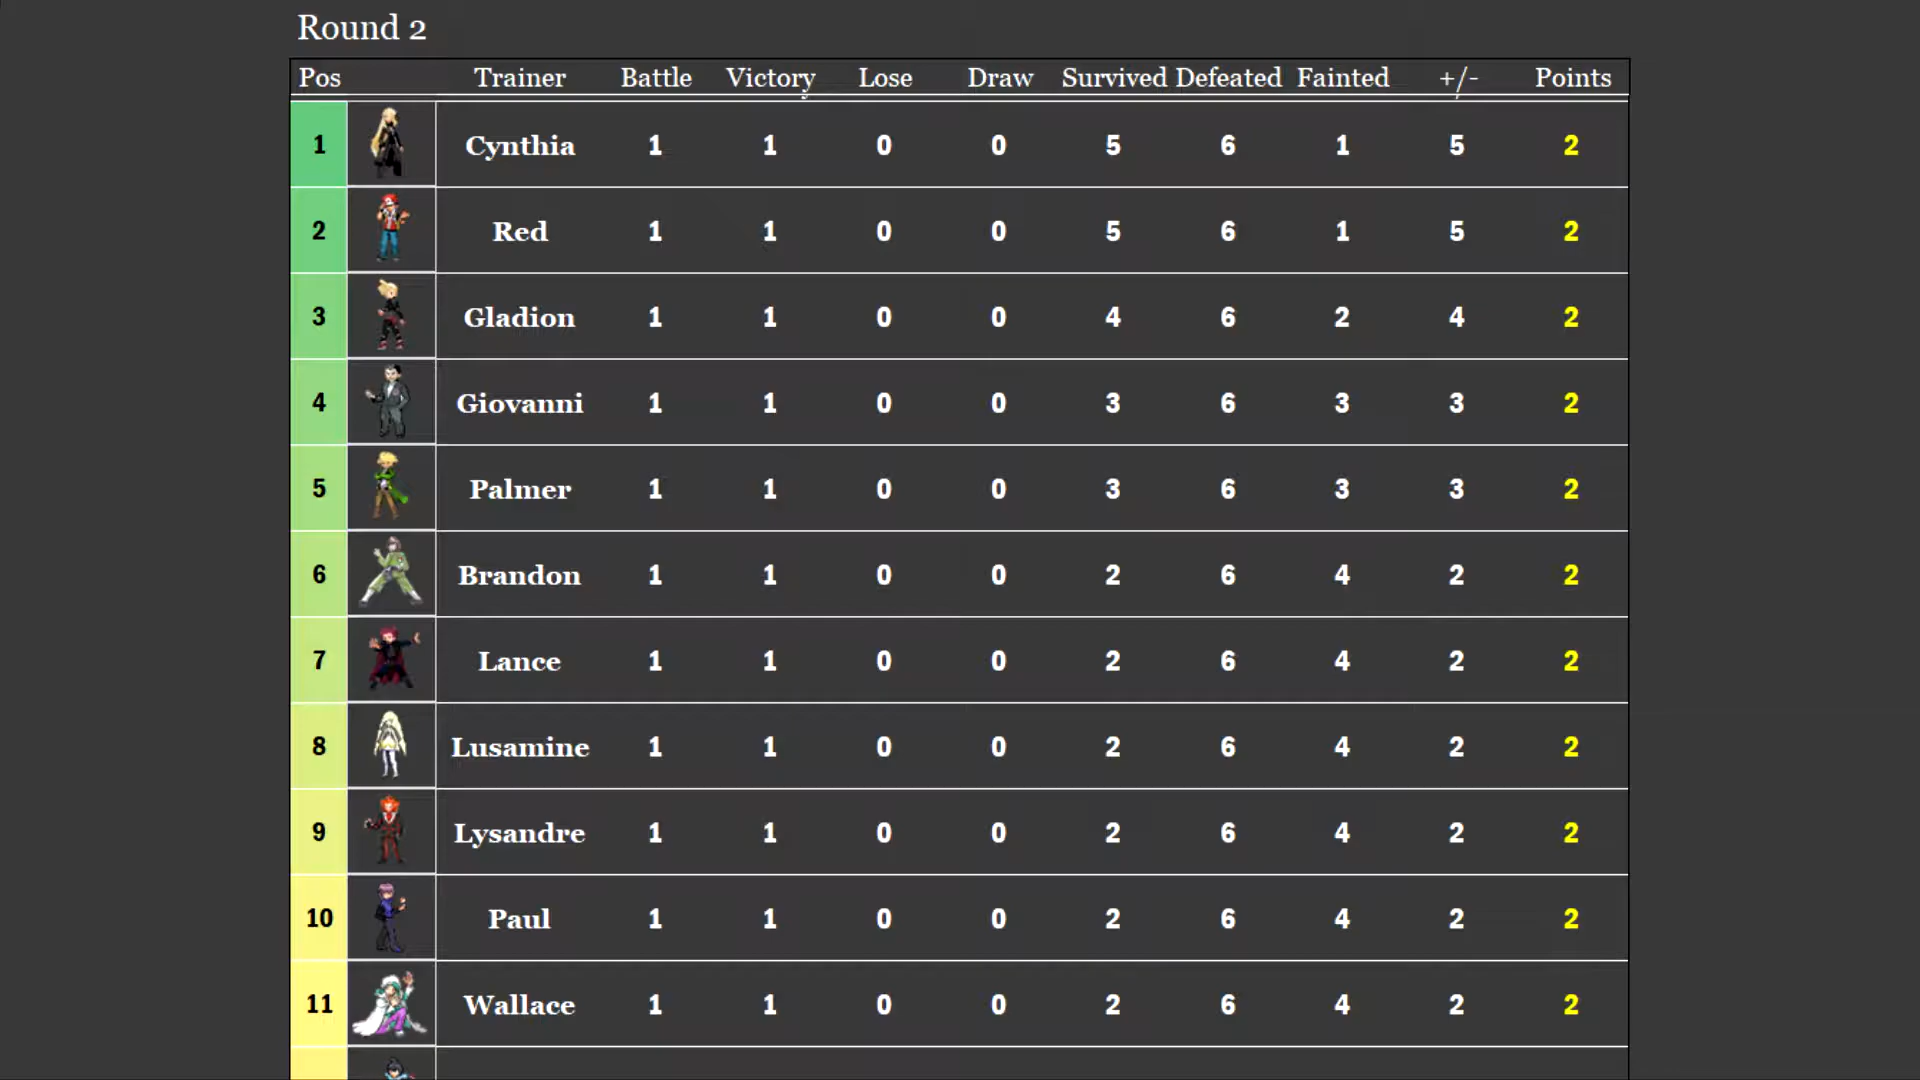 Round 2
Pos Trainer Battle Victory Lose Draw Survived Defeated Fainted +/- Points
1 Cynthia 1 1 0 0 5 6 1 5 2
2 Red 1 1 0 0 5 6 1 5 2
3 Gladion 1 1 0 0 4 6 2 4 2
4 Giovanni 1 1 0 0 3 6 3 3 2
5 Palmer 1 1 0 0 3 6 3 3 2
6 Brandon 1 1 0 0 2 6 4 2 2
7 Lance 1 1 0 0 2 6 4 2 2
8 Lusamine 1 1 0 0 2 6 4 2 2
9 Lysandre 1 1 0 0 2 6 4 2 2
10 Paul 1 1 0 0 2 6 4 2 2
11 Wallace 1 1 0 0 2 6 4 2 2